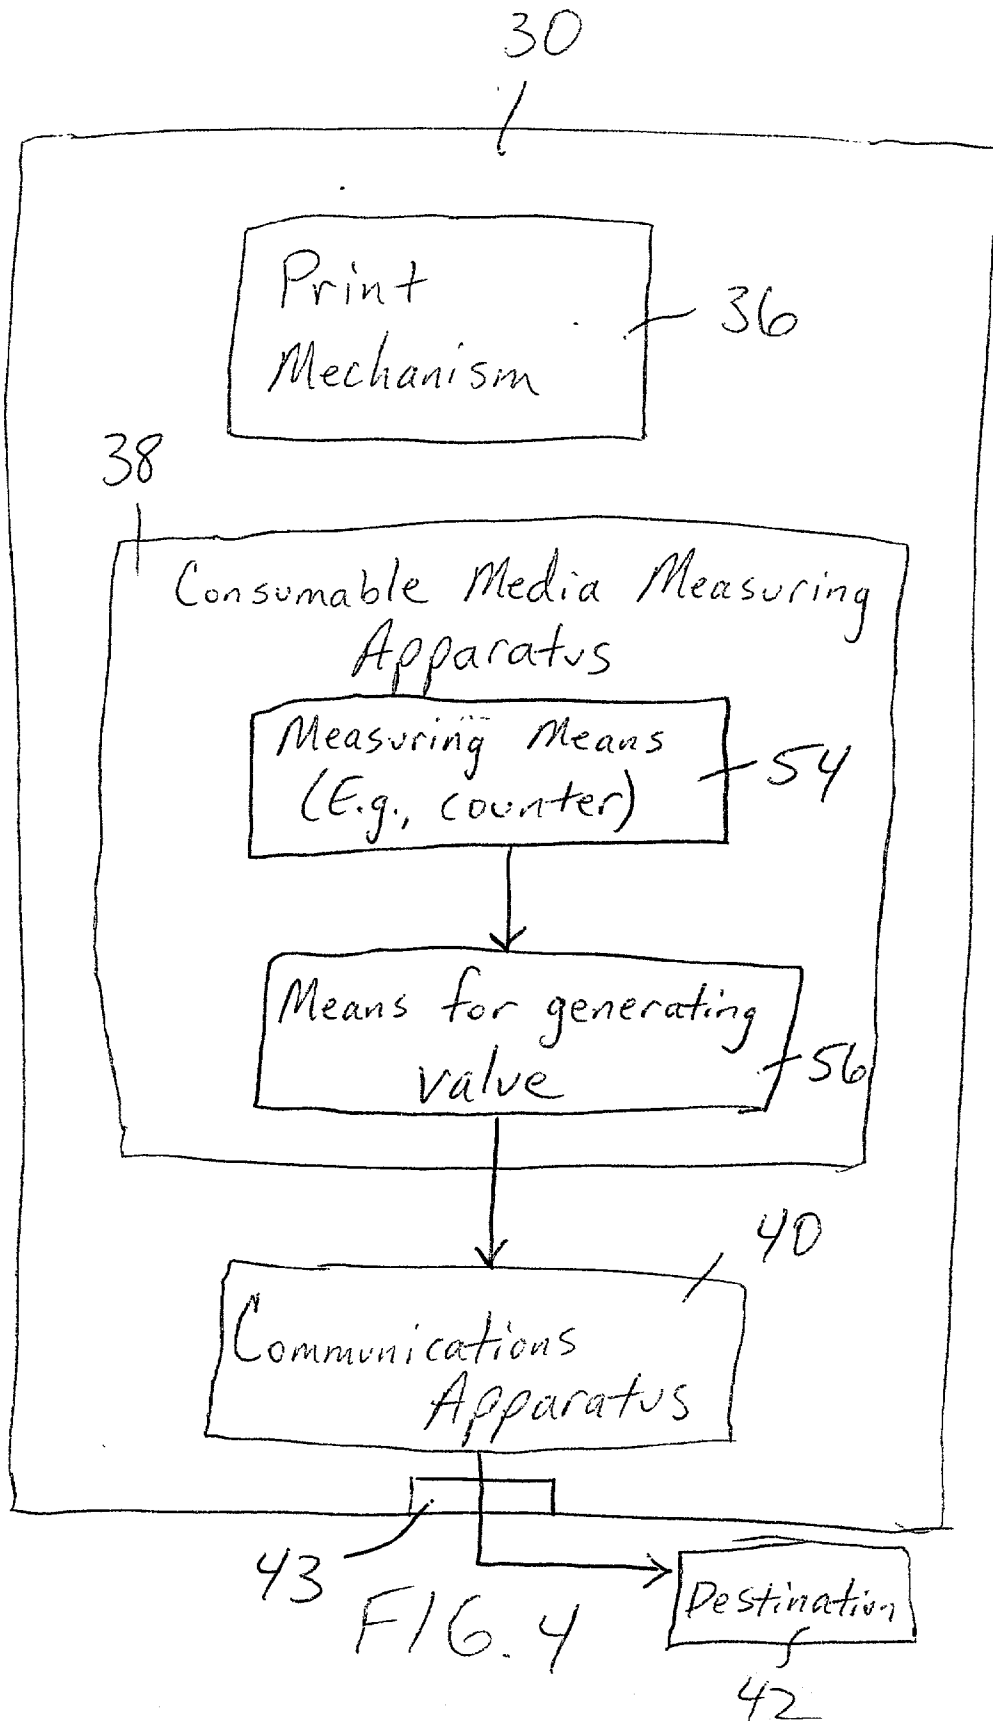 30
Print
Mechanism
36
38
Consumable Media Measuring
Apparatus
Measuring Means
(E.g., counter)
54
Means for generating
value
56
40
Communications
Apparatus
43
FIG. 4
Destination
42